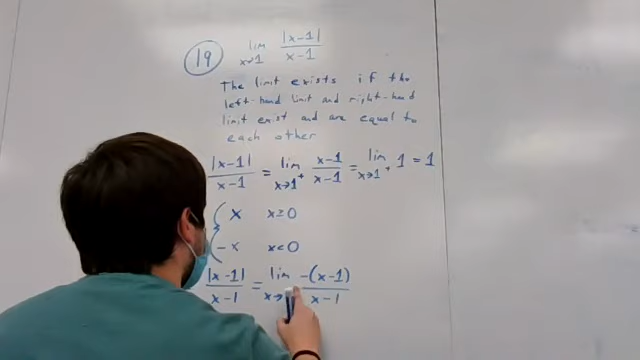 19 lim x→1 |x-1| / x-1
The limit exists if the
left-hand limit and right-hand
limit exist and are equal to
each other
|x-1| / x-1 = lim x→1⁺ x-1 / x-1 = lim x→1⁺ 1 = 1
x x≥0
-x x<0
|x-1| / x-1 = lim x→ -(x-1) / x-1